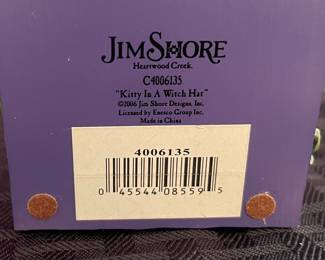 JIM SHORE
Heartwood Creek
C4006135
"Kitty In A Witch Hat"
©2006 Jim Shore Designs, Inc.
Licensed by Enesco Group Inc.
Made in China
4006135
0 45544 08559 5